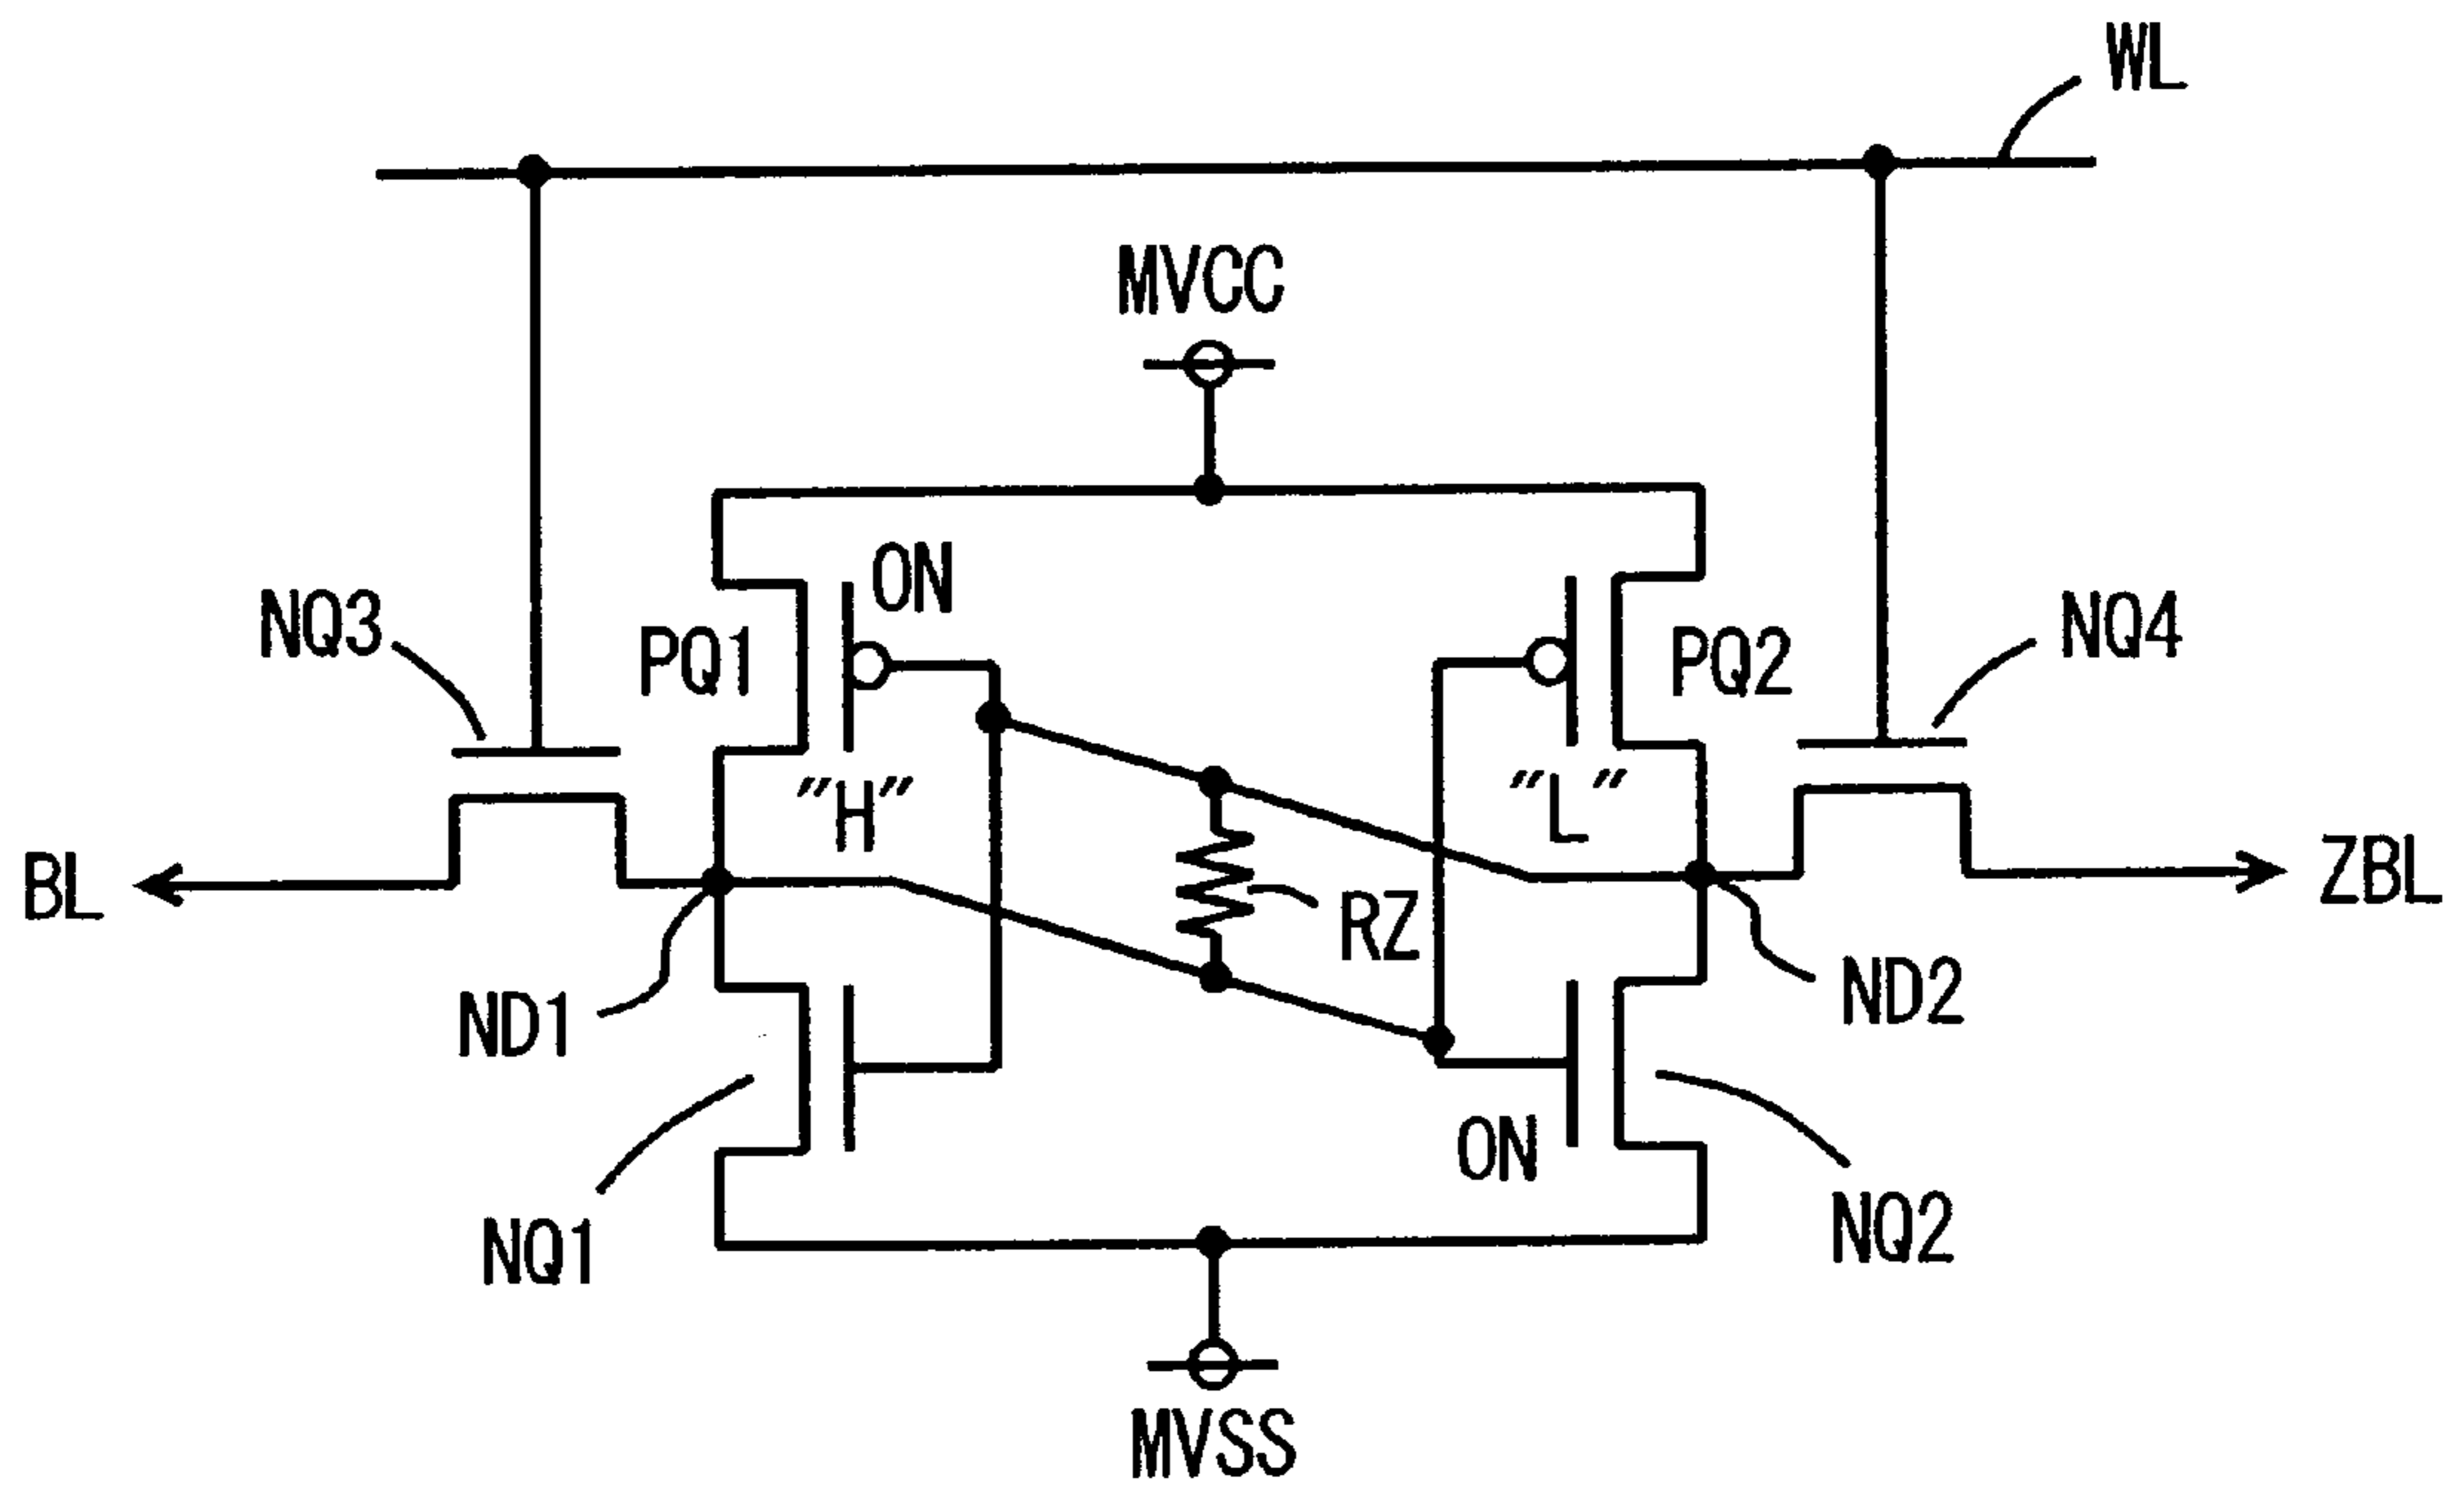 WL
MVCC
ON
NQ3
PQ1
PQ2
NQ4
"H"
"L"
BL
RZ
ZBL
ND1
ND2
ON
NQ1
NQ2
MVSS